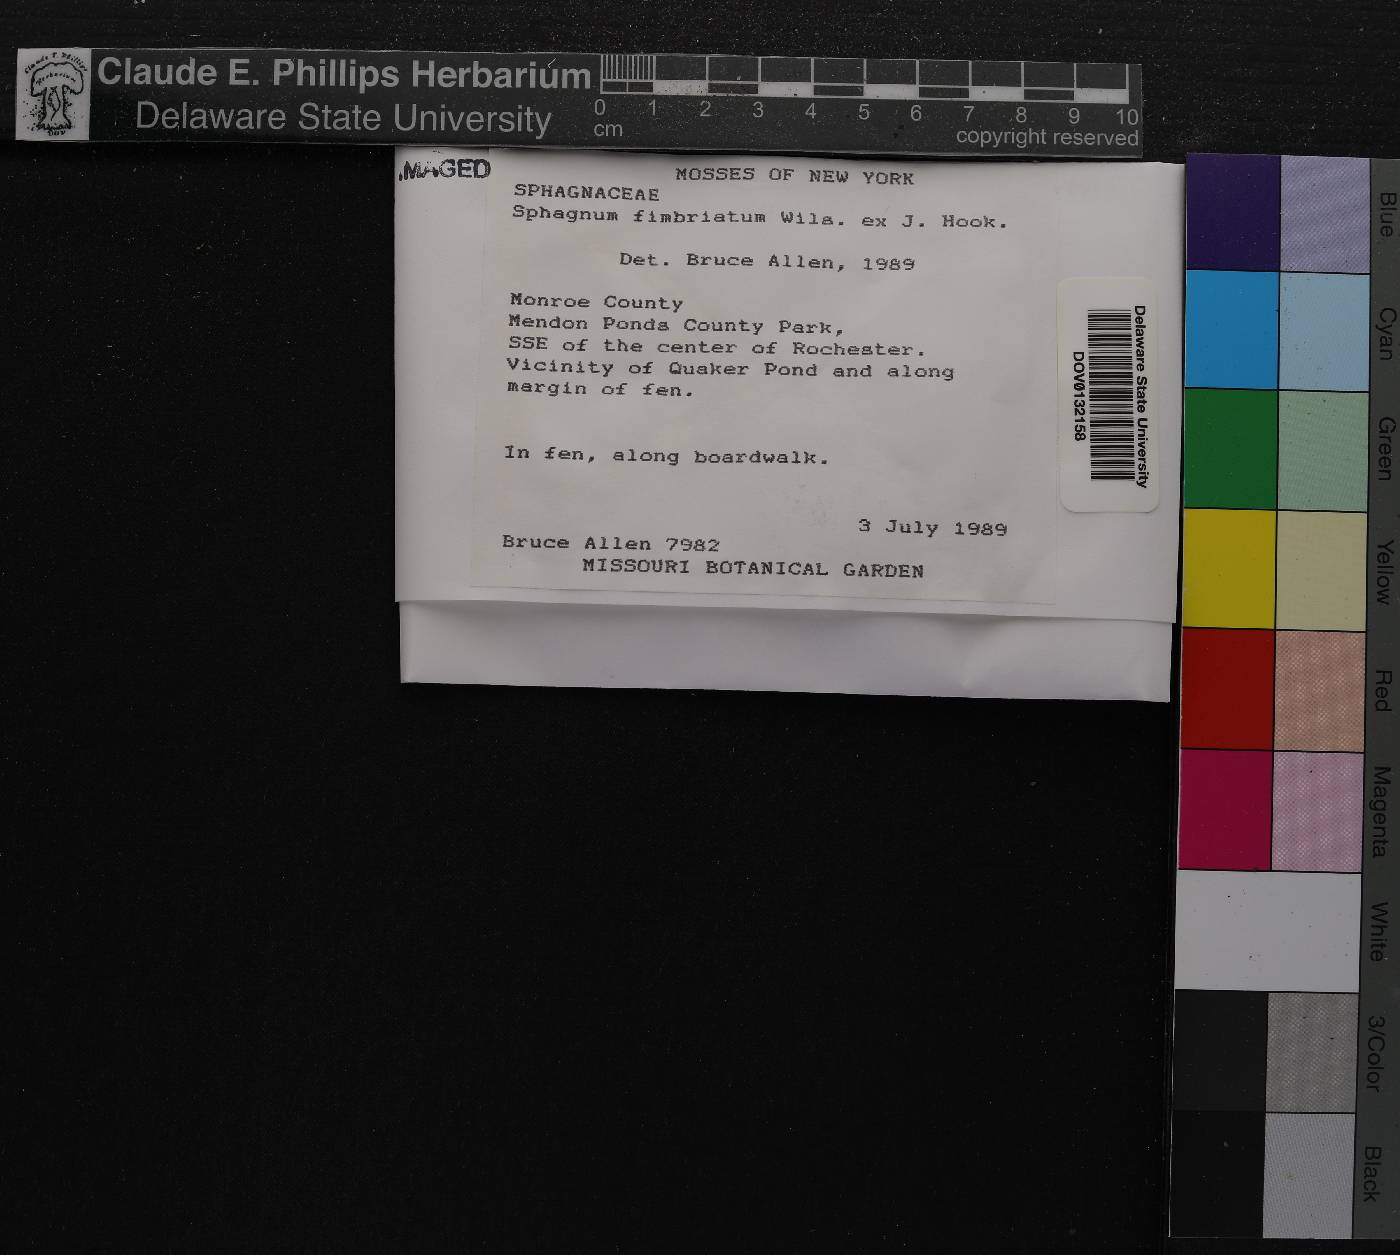 Claude E. Phillips Herbarium
Delaware State University
0 1 2 3 4 5 6 7 8 9 10
cm
copyright reserved
MOSSES OF NEW YORK
SPHAGNACEAE
Sphagnum fimbriatum Wils. ex J. Hook.
Det. Bruce Allen, 1989
Monroe County
Mendon Ponds County Park,
SSE of the center of Rochester.
Vicinity of Quaker Pond and along
margin of fen.
In fen, along boardwalk.
3 July 1989
Bruce Allen 7982
MISSOURI BOTANICAL GARDEN
Delaware State University
DOV0132158
Blue
Cyan
Green
Yellow
Red
Magenta
White
3/Color
Black